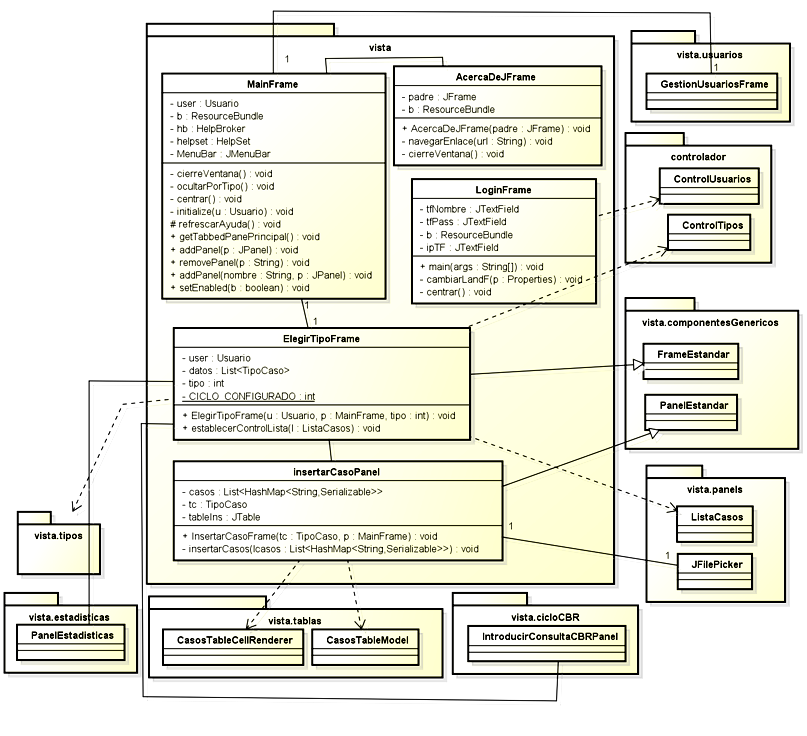 vista
MainFrame
- user : Usuario
- b : ResourceBundle
- hb : HelpBroker
- helpset : HelpSet
- MenuBar : JMenuBar
- cierreVentana() : void
- ocultarPorTipo() : void
- centrar() : void
- initialize(u : Usuario) : void
# refrescarAyuda() : void
+ getTabbedPanePrincipal() : void
+ addPanel(p : JPanel) : void
+ removePanel(p : String) : void
+ addPanel(nombre : String, p : JPanel) : void
+ setEnabled(b : boolean) : void
1
AcercaDeJFrame
- padre : JFrame
- b : ResourceBundle
+ AcercaDeJFrame(padre : JFrame) : void
- navegarEnlace(url : String) : void
- cierreVentana() : void
LoginFrame
- tfNombre : JTextField
- tfPass : JTextField
- b : ResourceBundle
- ipTF : JTextField
+ main(args : String[]) : void
- cambiarLandF(p : Properties) : void
- centrar() : void
1
1
ElegirTipoFrame
- user : Usuario
- datos : List<TipoCaso>
- tipo : int
- CICLO_CONFIGURADO : int
+ ElegirTipoFrame(u : Usuario, p : MainFrame, tipo : int) : void
+ establecerControlLista(l : ListaCasos) : void
insertarCasoPanel
- casos : List<HashMap<String,Serializable>>
- tc : TipoCaso
- tableIns : JTable
+ InsertarCasoFrame(tc : TipoCaso, p : MainFrame) : void
- insertarCasos(lcasos : List<HashMap<String,Serializable>>) : void
1
1
vista.usuarios
1
GestionUsuariosFrame
controlador
ControlUsuarios
ControlTipos
vista.componentesGenericos
FrameEstandar
PanelEstandar
vista.panels
ListaCasos
JFilePicker
vista.tipos
vista.estadisticas
PanelEstadisticas
vista.tablas
CasosTableCellRenderer
CasosTableModel
vista.cicloCBR
IntroducirConsultaCBRPanel